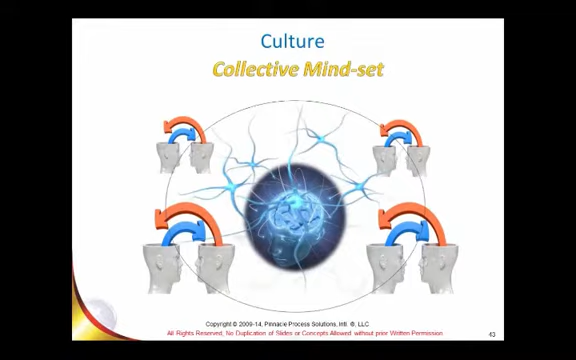 Culture
Collective Mind-set
Copyright © 2009-14, Pinnacle Process Solutions, Intl. ®, LLC
All Rights Reserved, No Duplication of Slides or Concepts Allowed without prior Written Permission
43